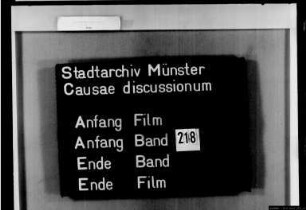 Stadtarchiv Münster
Causae discussionum
Anfang Film
Anfang Band 218
Ende Band
Ende Film